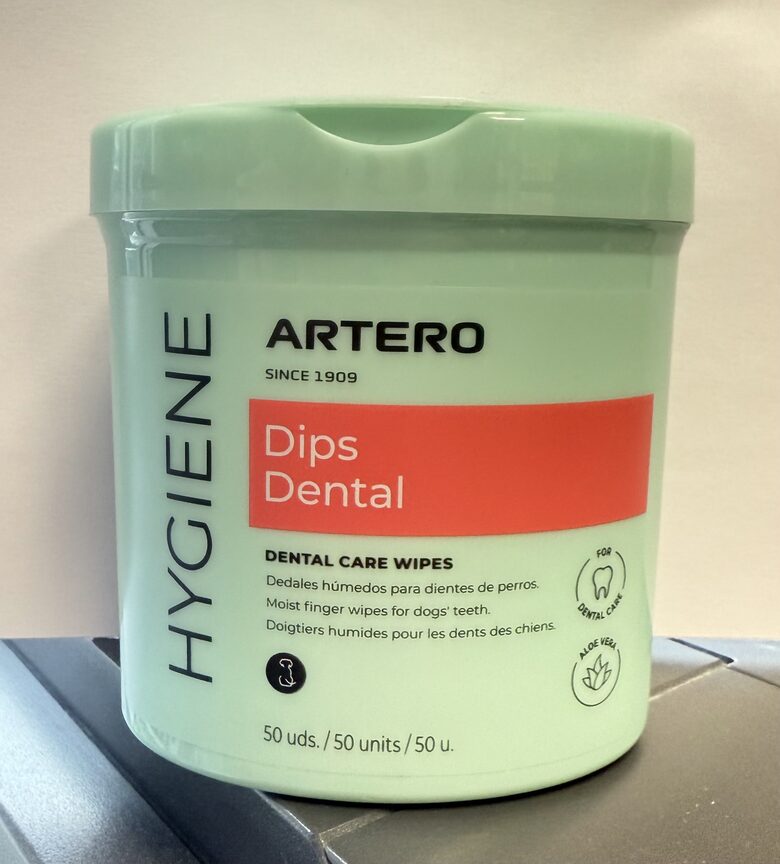 HYGIENE
ARTERO
SINCE 1909
Dips
Dental
DENTAL CARE WIPES
Dedales húmedos para dientes de perros.
Moist finger wipes for dogs' teeth.
Doigtiers humides pour les dents des chiens.
FOR
DENTAL CARE
ALOE VERA
50 uds. / 50 units / 50 u.